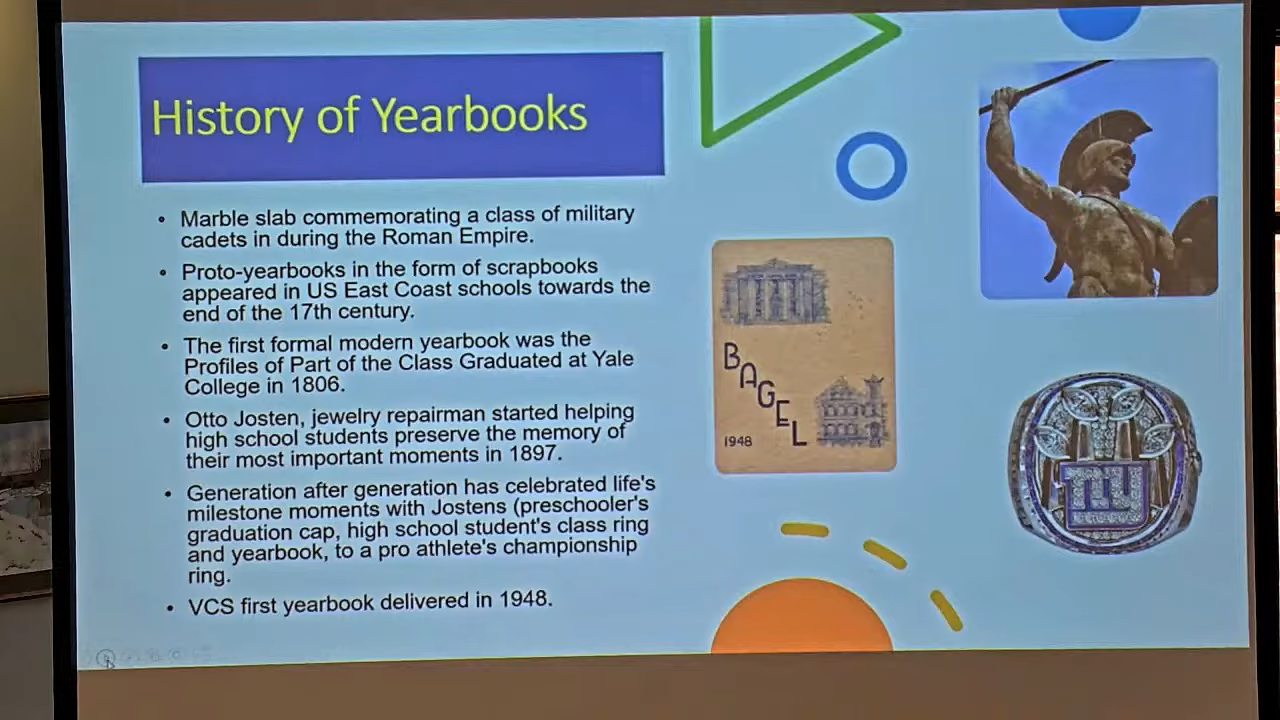 History of Yearbooks
• Marble slab commemorating a class of military
cadets in during the Roman Empire.
• Proto-yearbooks in the form of scrapbooks
appeared in US East Coast schools towards the
end of the 17th century.
• The first formal modern yearbook was the
Profiles of Part of the Class Graduated at Yale
College in 1806.
• Otto Josten, jewelry repairman started helping
high school students preserve the memory of
their most important moments in 1897.
• Generation after generation has celebrated life's
milestone moments with Jostens (preschooler's
graduation cap, high school student's class ring
and yearbook, to a pro athlete's championship
ring.
• VCS first yearbook delivered in 1948.
BAGEL
1948
ny